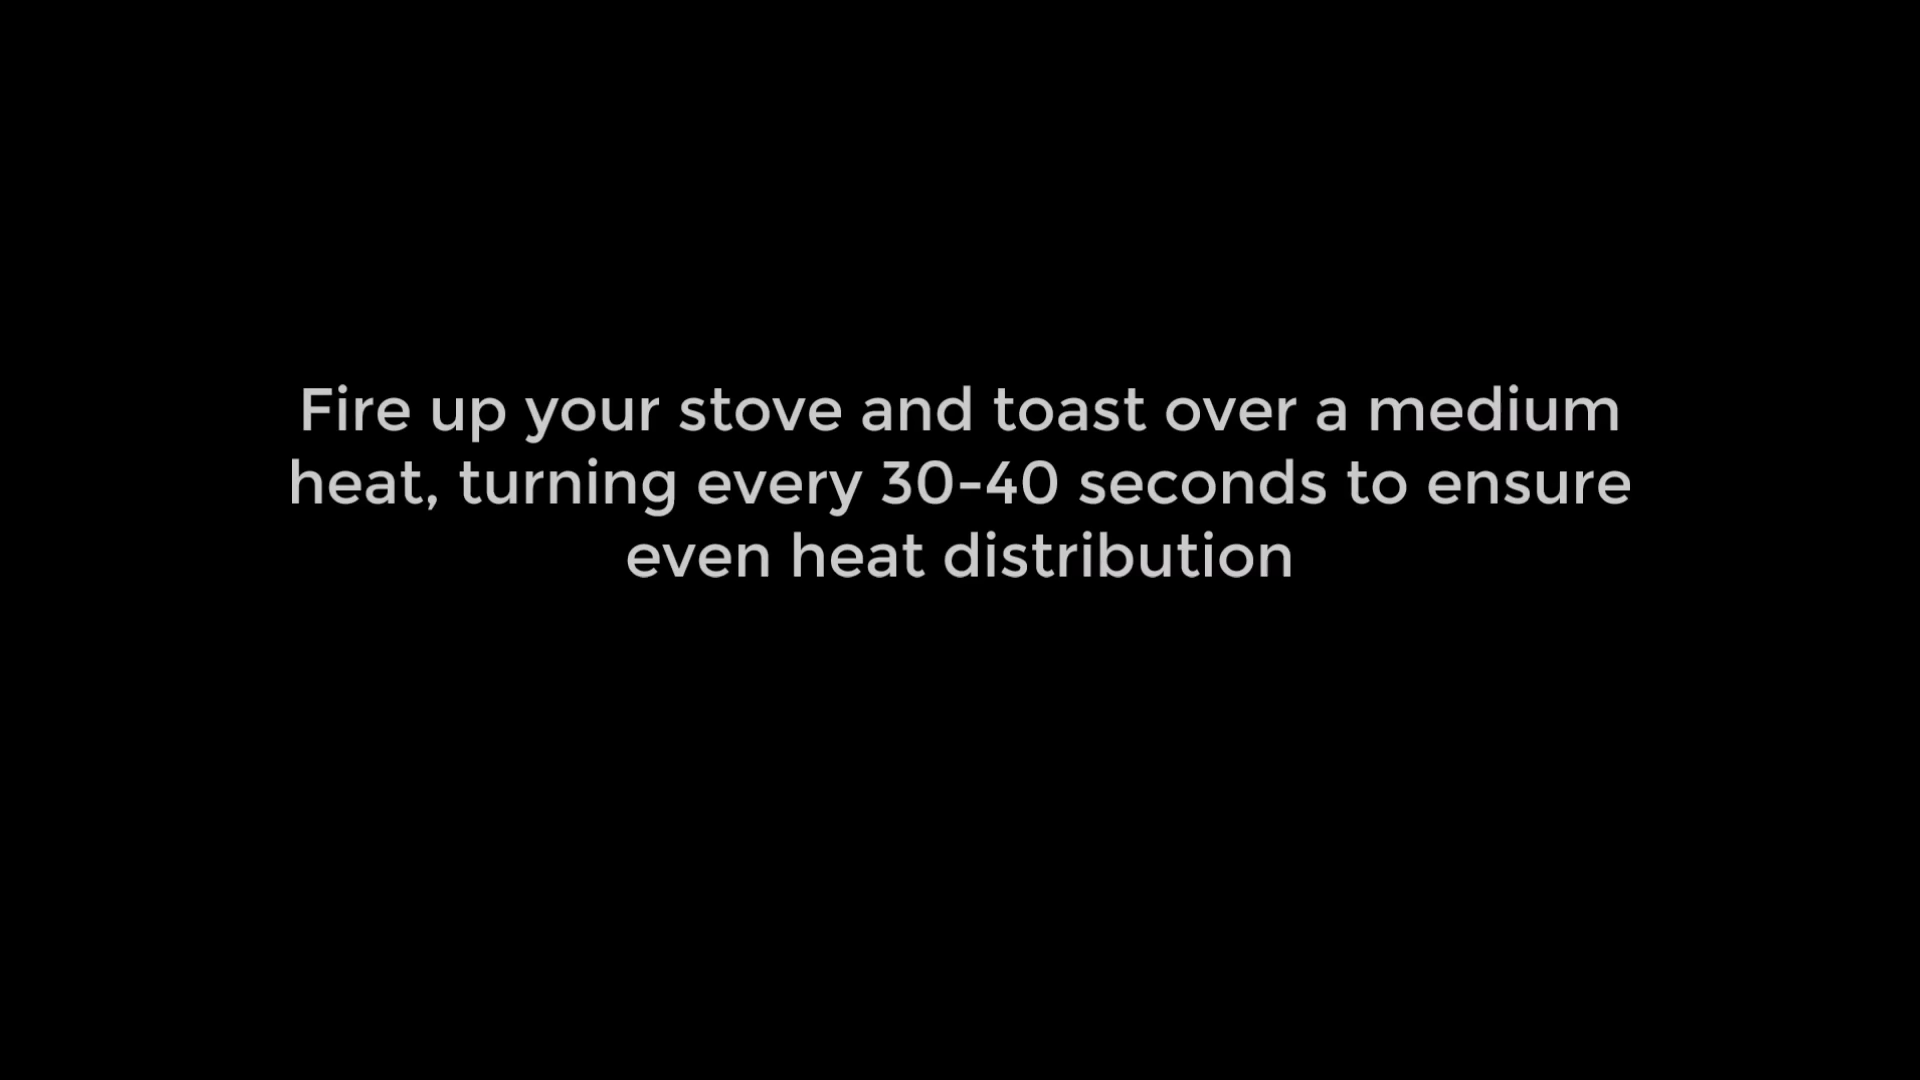 Fire up your stove and toast over a medium
heat, turning every 30-40 seconds to ensure
even heat distribution